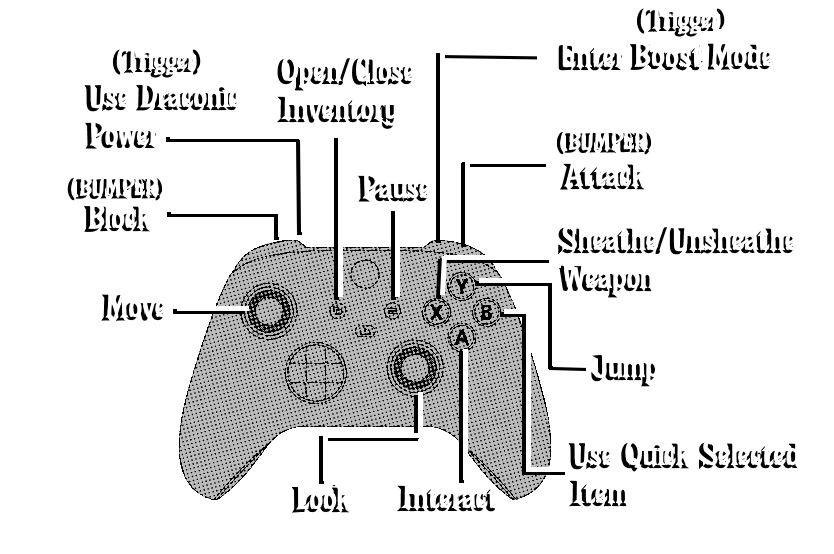 (Trigger)
Enter Boost Mode
(Trigger)
Use Draconic
Power
Open/Close
Inventory
(BUMPER)
Attack
(BUMPER)
Block
Pause
Sheathe/Unsheathe
Weapon
Move
Y
X
B
A
Jump
Use Quick Selected
Item
Look
Interact